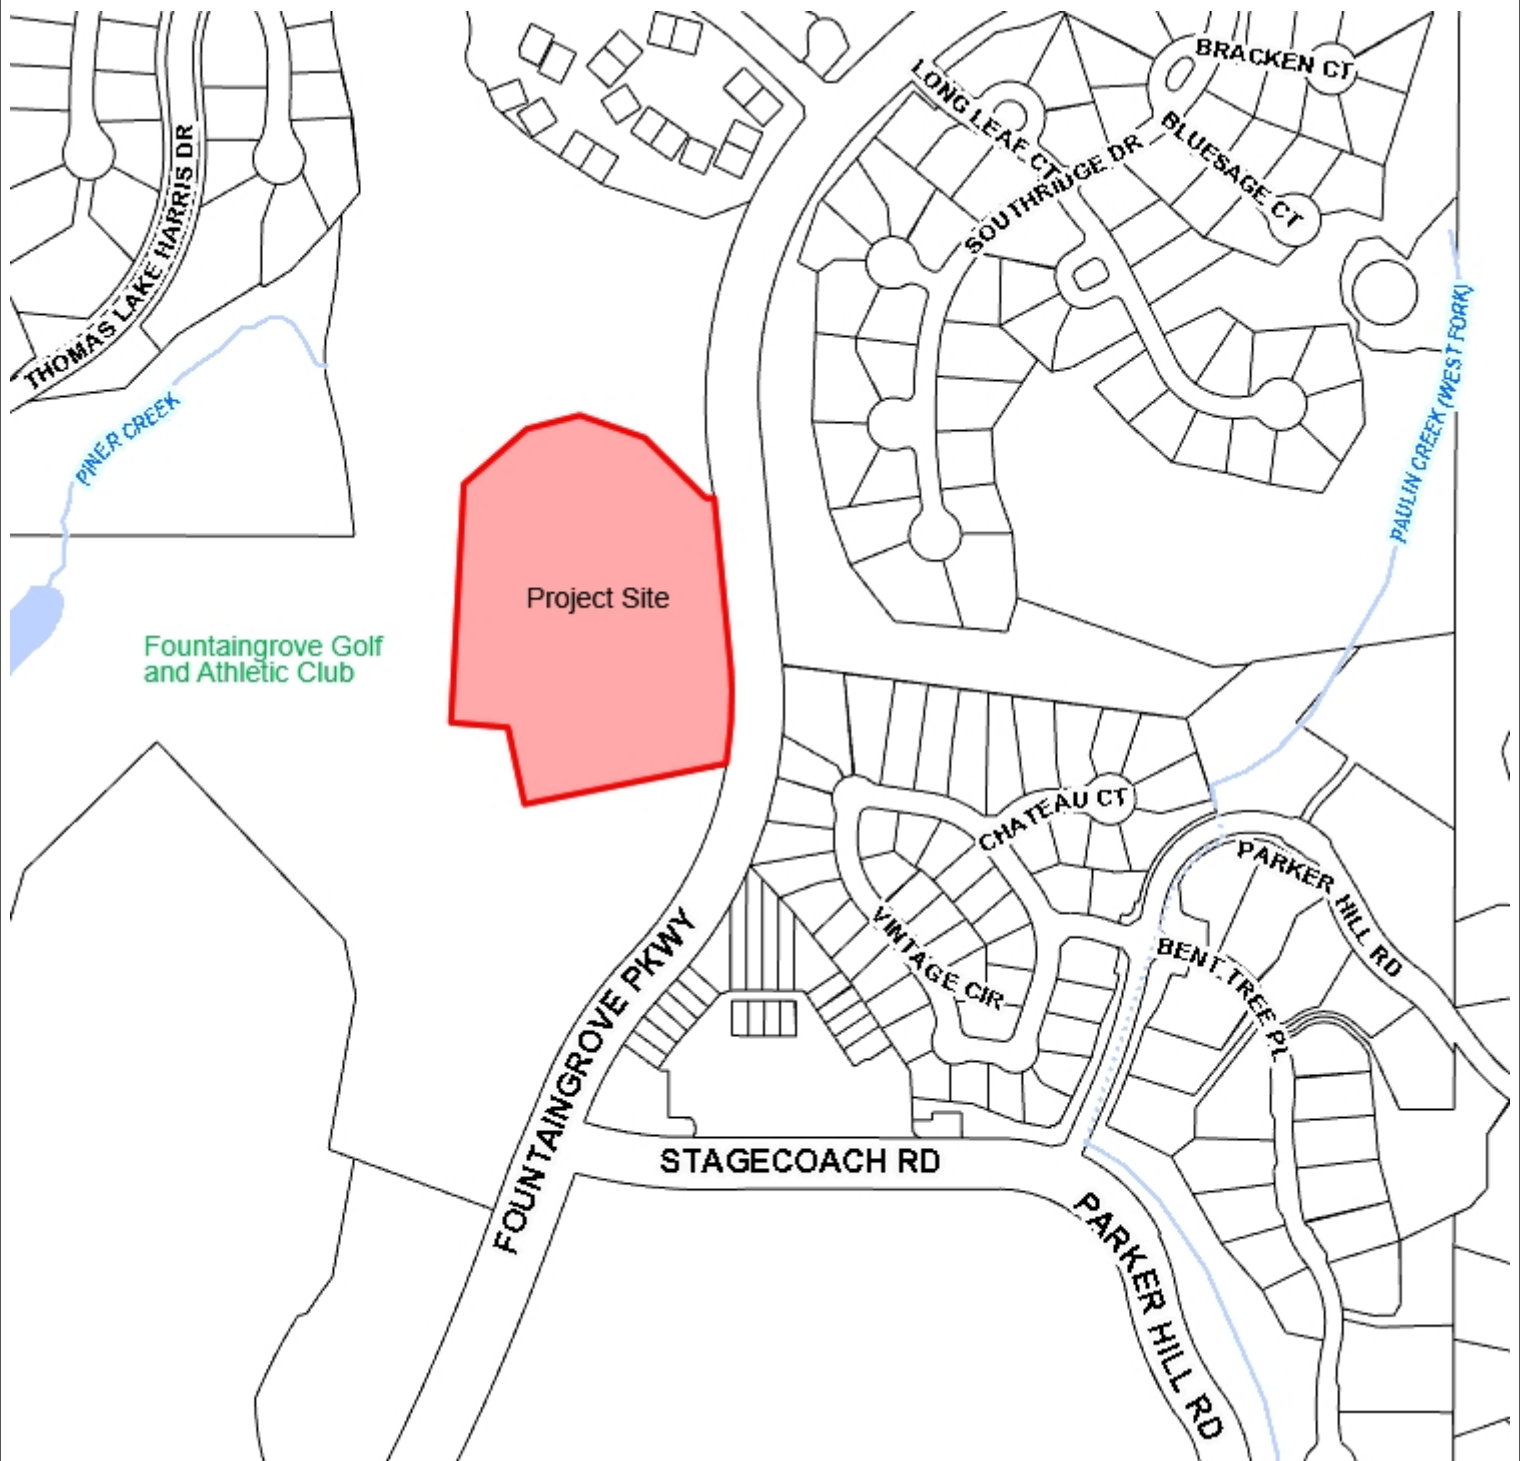 BRACKEN CT
LONG LEAF CT
BLUESAGE CT
SOUTHRIDGE DR
THOMAS LAKE HARRIS DR
PINER CREEK
PAULIN CREEK (WEST FORK)
Project Site
Fountaingrove Golf
and Athletic Club
CHATEAU CT
PARKER HILL RD
VINTAGE CIR
BENT TREE PL
FOUNTAINGROVE PKWY
STAGECOACH RD
PARKER HILL RD